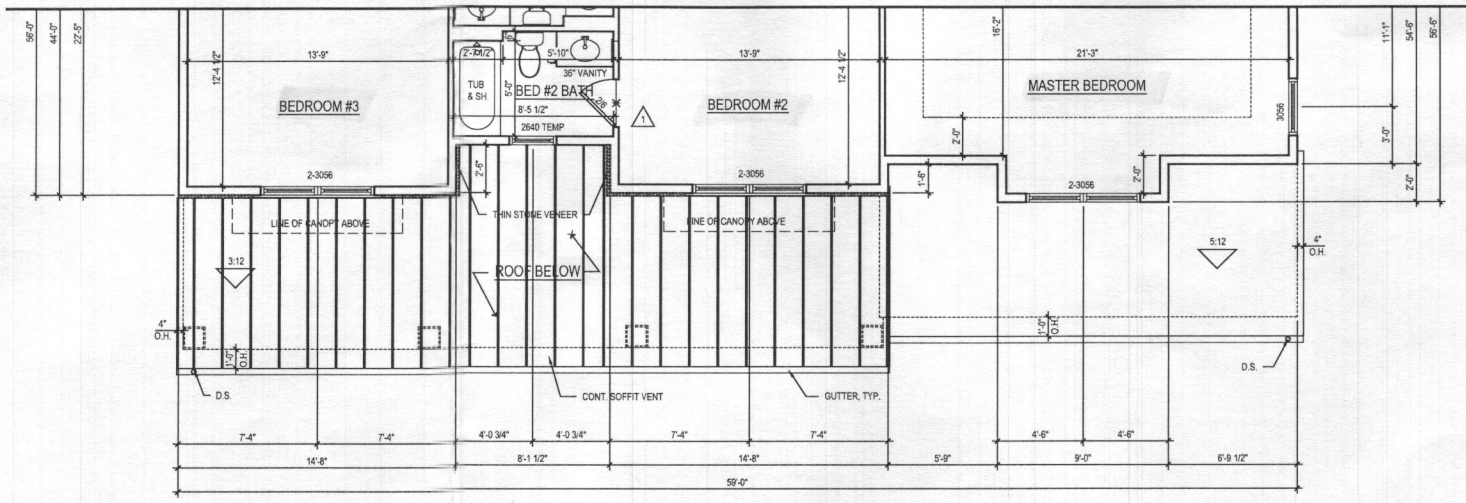 56'-0"
44'-0"
22'-5"
12'-4 1/2"
13'-9"
BEDROOM #3
2'-7 1/2"
5'-10"
TUB
& SH.
5'-0"
36" VANITY
BED #2 BATH
2/6
8'-5 1/2"
2640 TEMP
1
13'-9"
12'-4 1/2"
BEDROOM #2
16'-2"
21'-3"
MASTER BEDROOM
2'-0"
3056
11'-1"
54'-6"
56'-6"
3'-0"
2'-0"
2-3056
2'-6"
2-3056
1'-6"
2-3056
2'-0"
LINE OF CANOPY ABOVE
THIN STONE VENEER
LINE OF CANOPY ABOVE
3:12
ROOF BELOW
5:12
4"
O.H.
4"
O.H.
1'-0"
O.H.
1'-0"
O.H.
D.S.
CONT. SOFFIT VENT
GUTTER, TYP.
D.S.
7'-4"
7'-4"
4'-0 3/4"
4'-0 3/4"
7'-4"
7'-4"
4'-6"
4'-6"
14'-8"
8'-1 1/2"
14'-8"
5'-9"
9'-0"
6'-9 1/2"
59'-0"